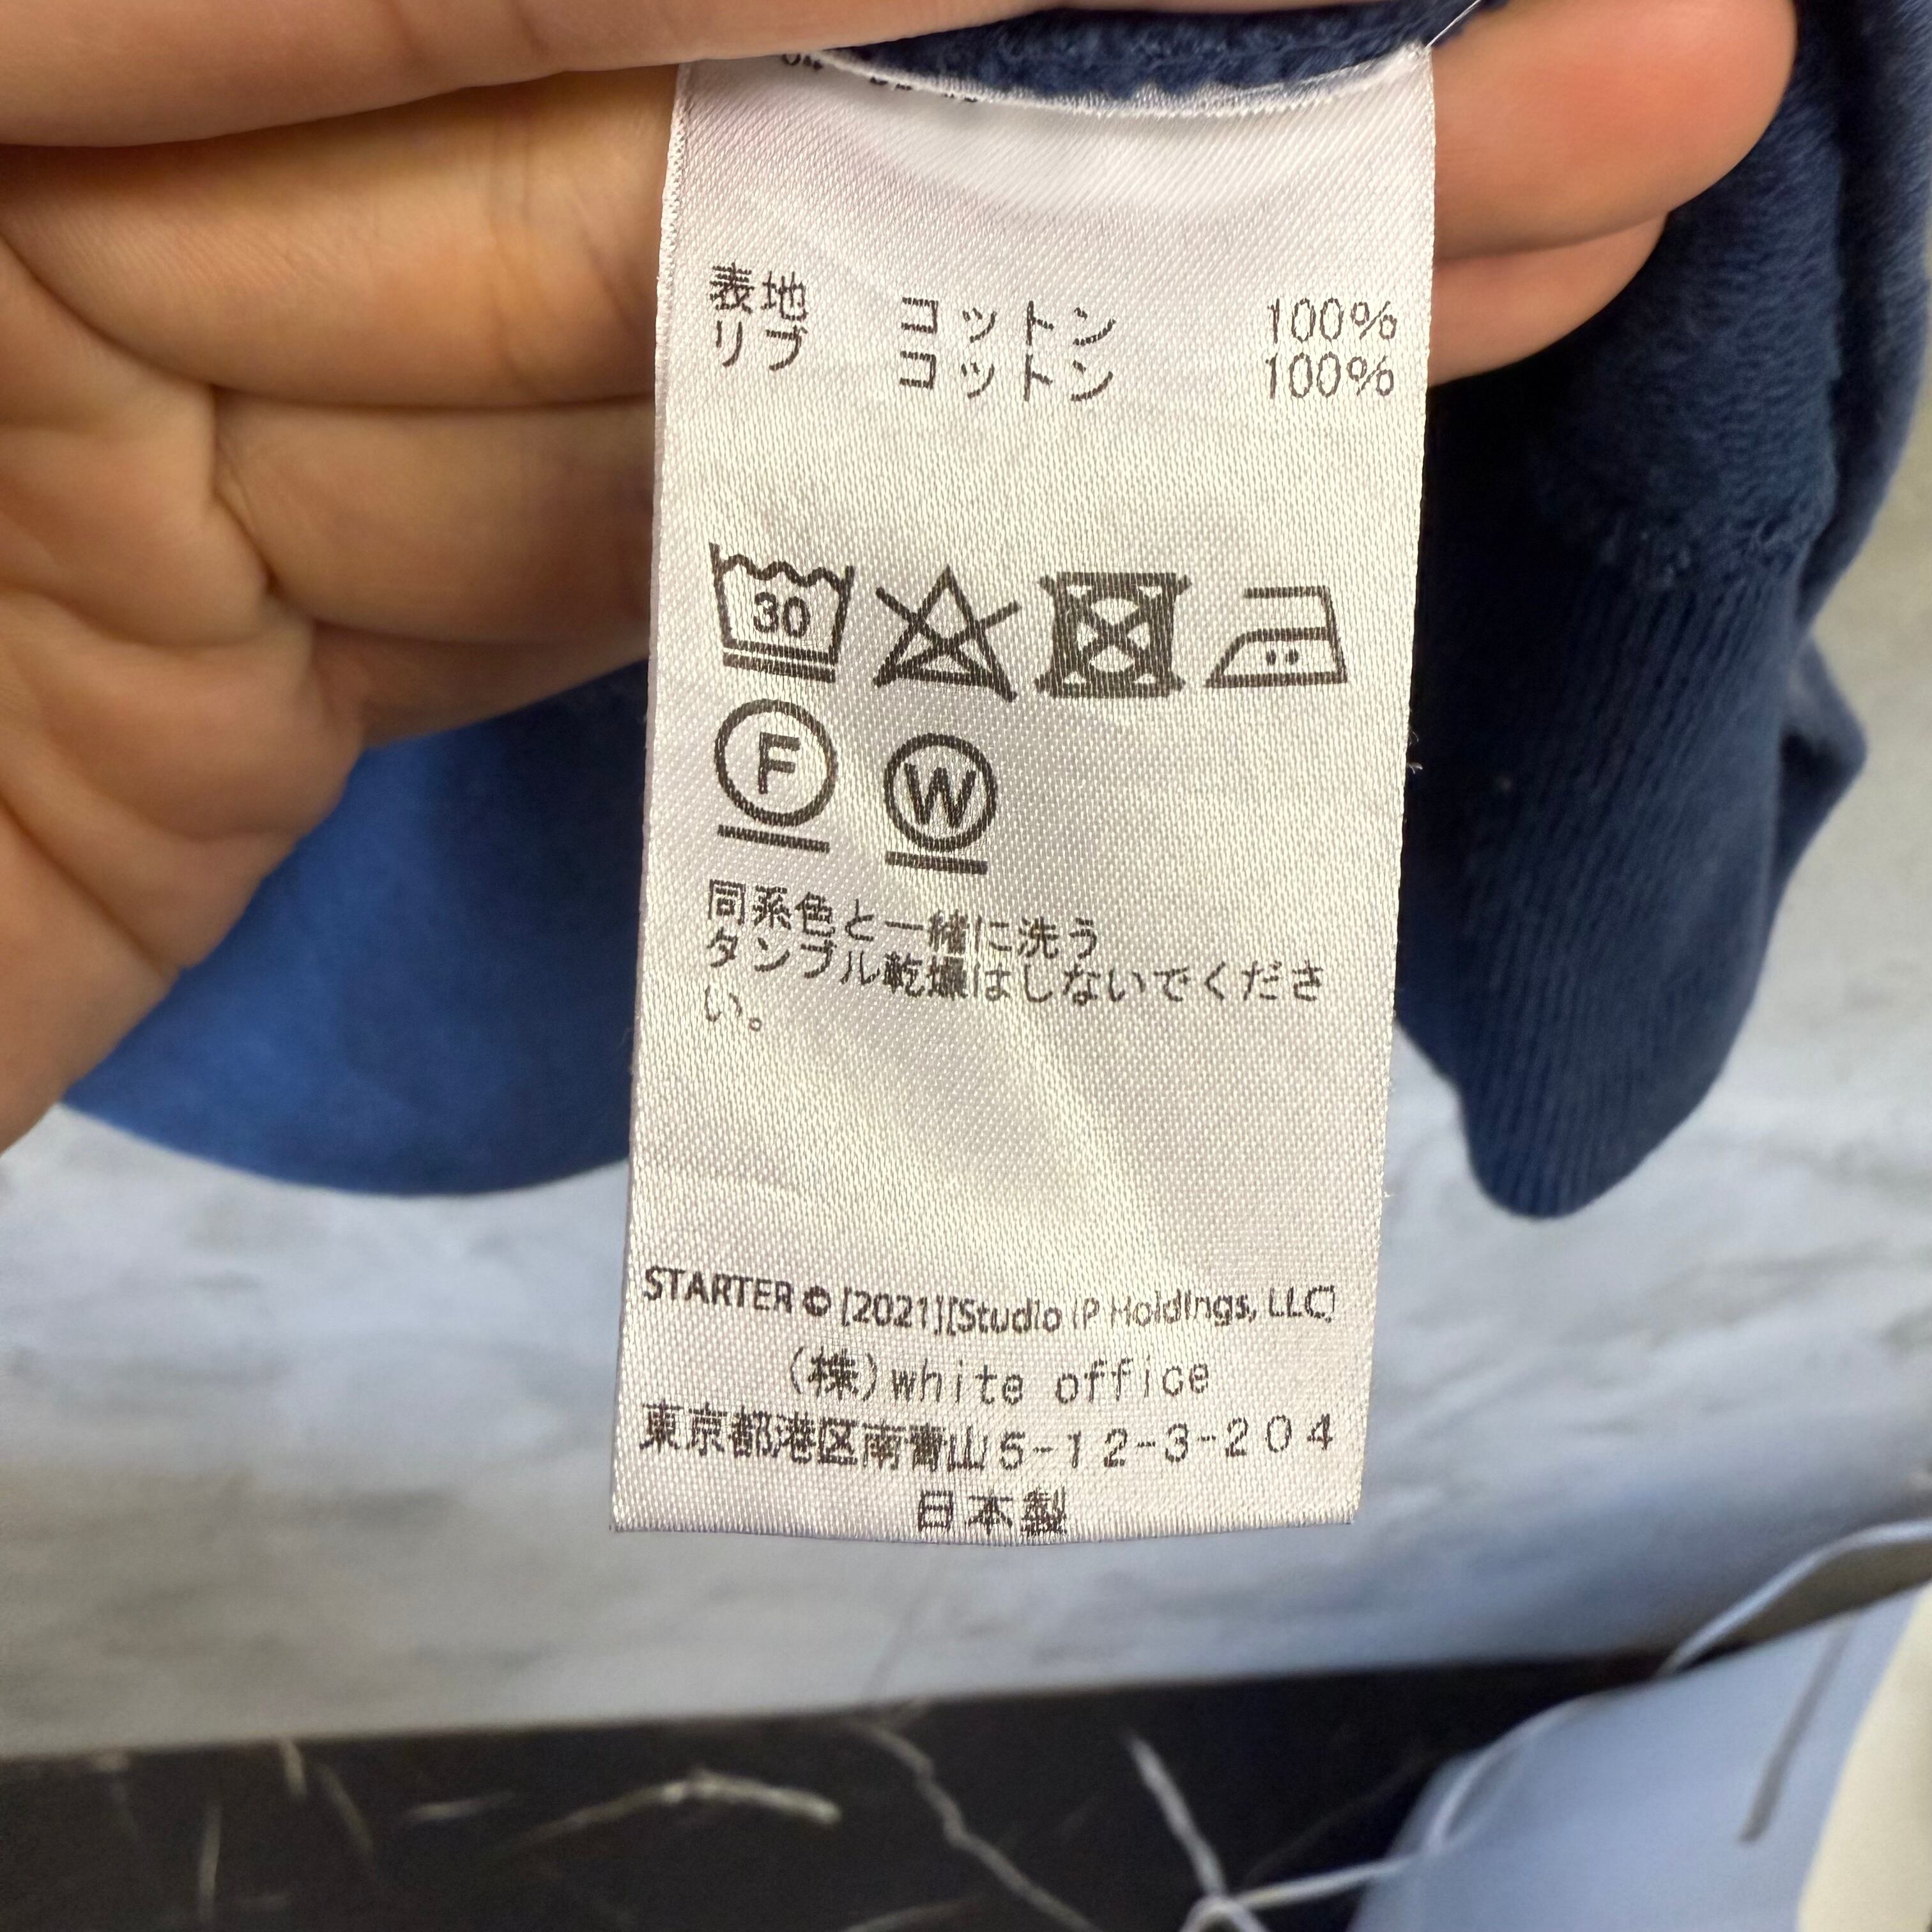 表地 コットン 100%
リブ コットン 100%
30
F W
同系色と一緒に洗う
タンブル乾燥はしないでくださ
い。
STARTER © [2021][Studio IP Holdings, LLC]
(株)white office
東京都港区南青山5-12-3-204
日本製